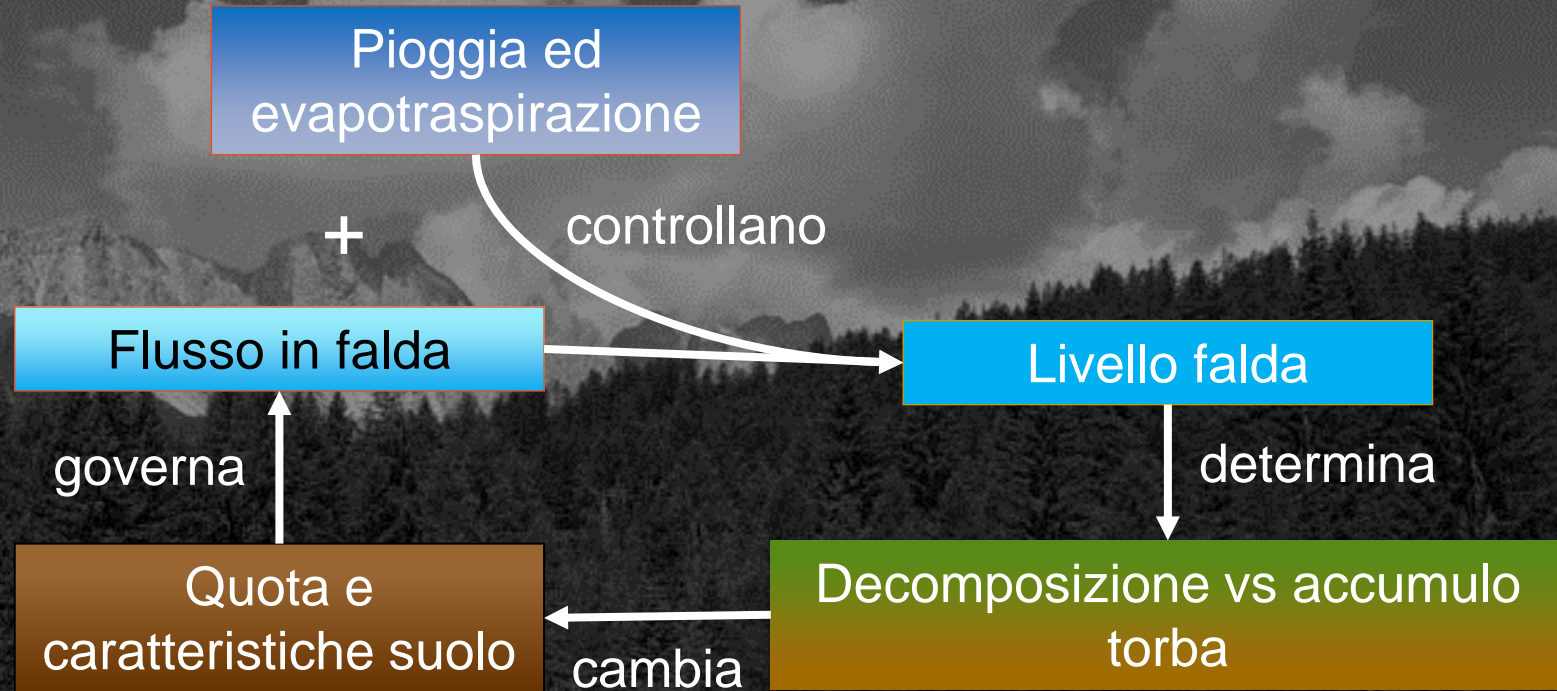 Pioggia ed
evapotraspirazione
+
controllano
Flusso in falda
Livello falda
governa
determina
Quota e
caratteristiche suolo
cambia
Decomposizione vs accumulo
torba